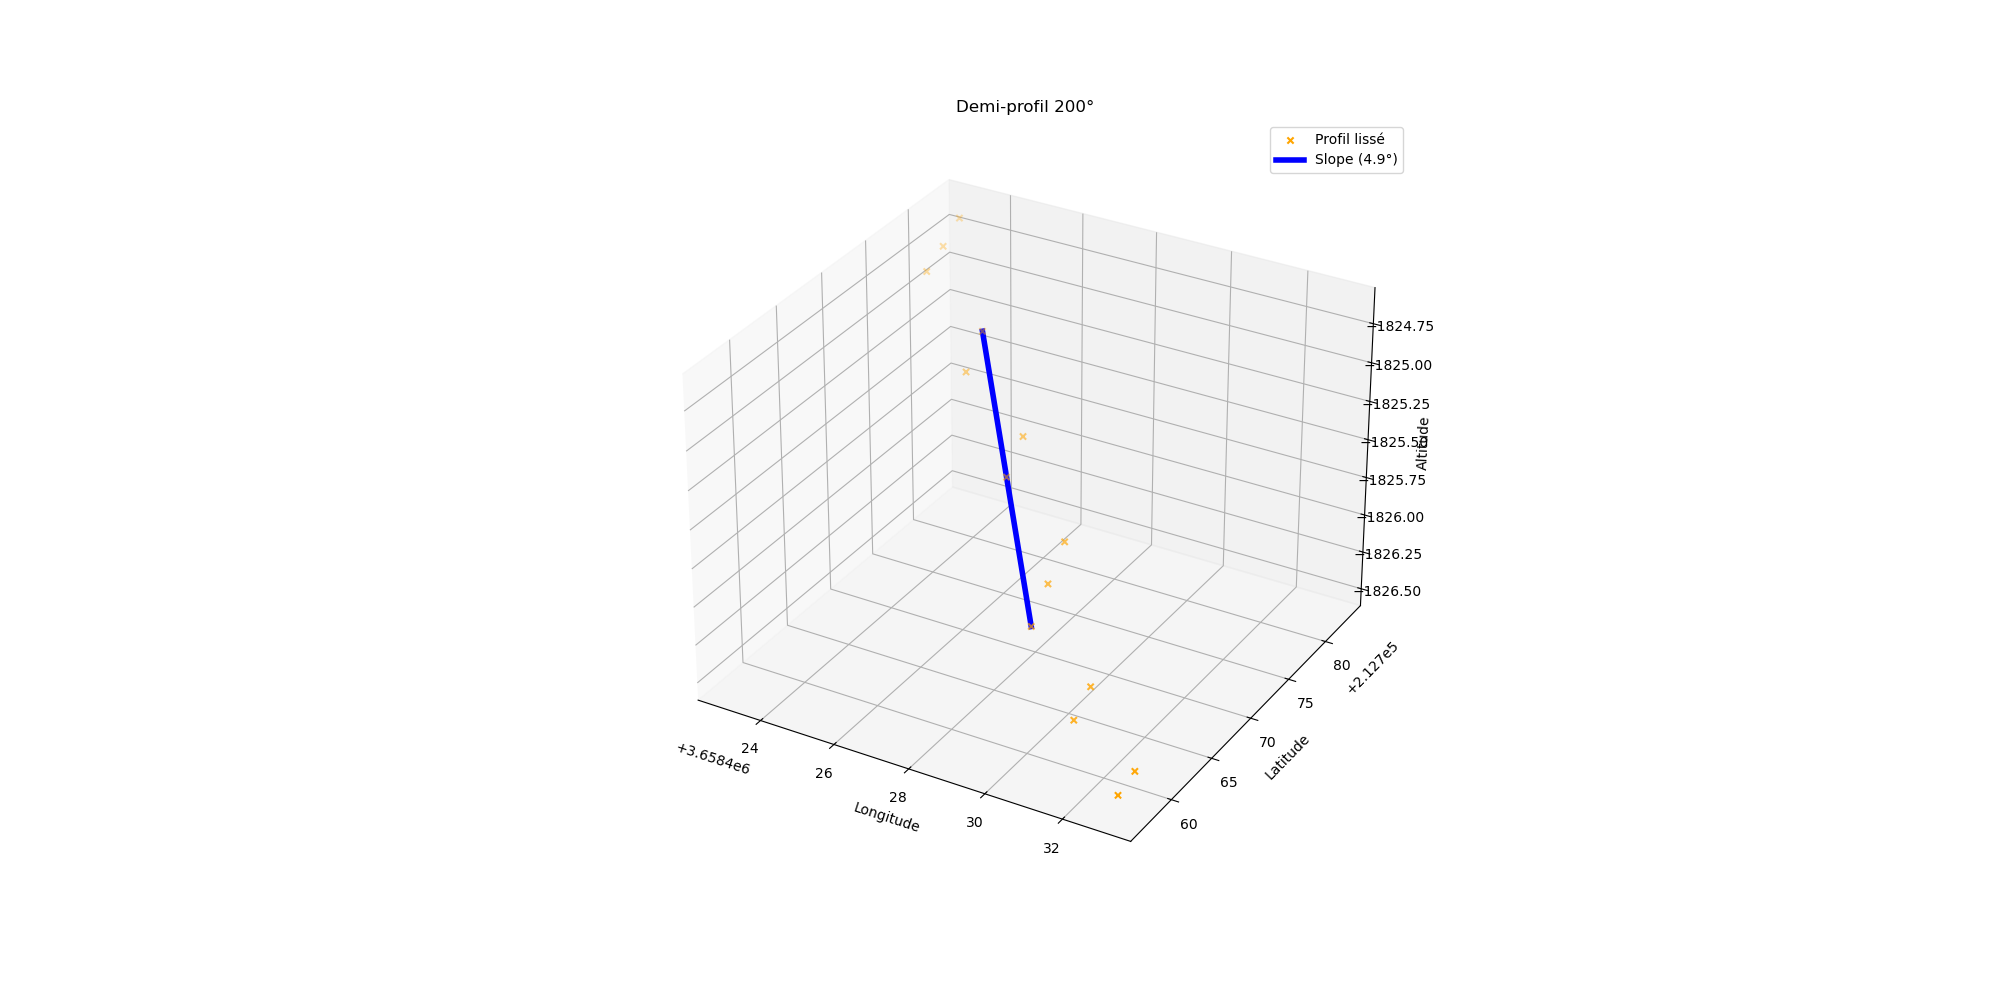 Demi-profil 200°
Profil lissé
Slope (4.9°)
−1824.75
−1825.00
−1825.25
−1825.50
−1825.75
−1826.00
−1826.25
−1826.50
Altitude
80
75
70
65
60
+2.127e5
Latitude
24
26
28
30
32
+3.6584e6
Longitude